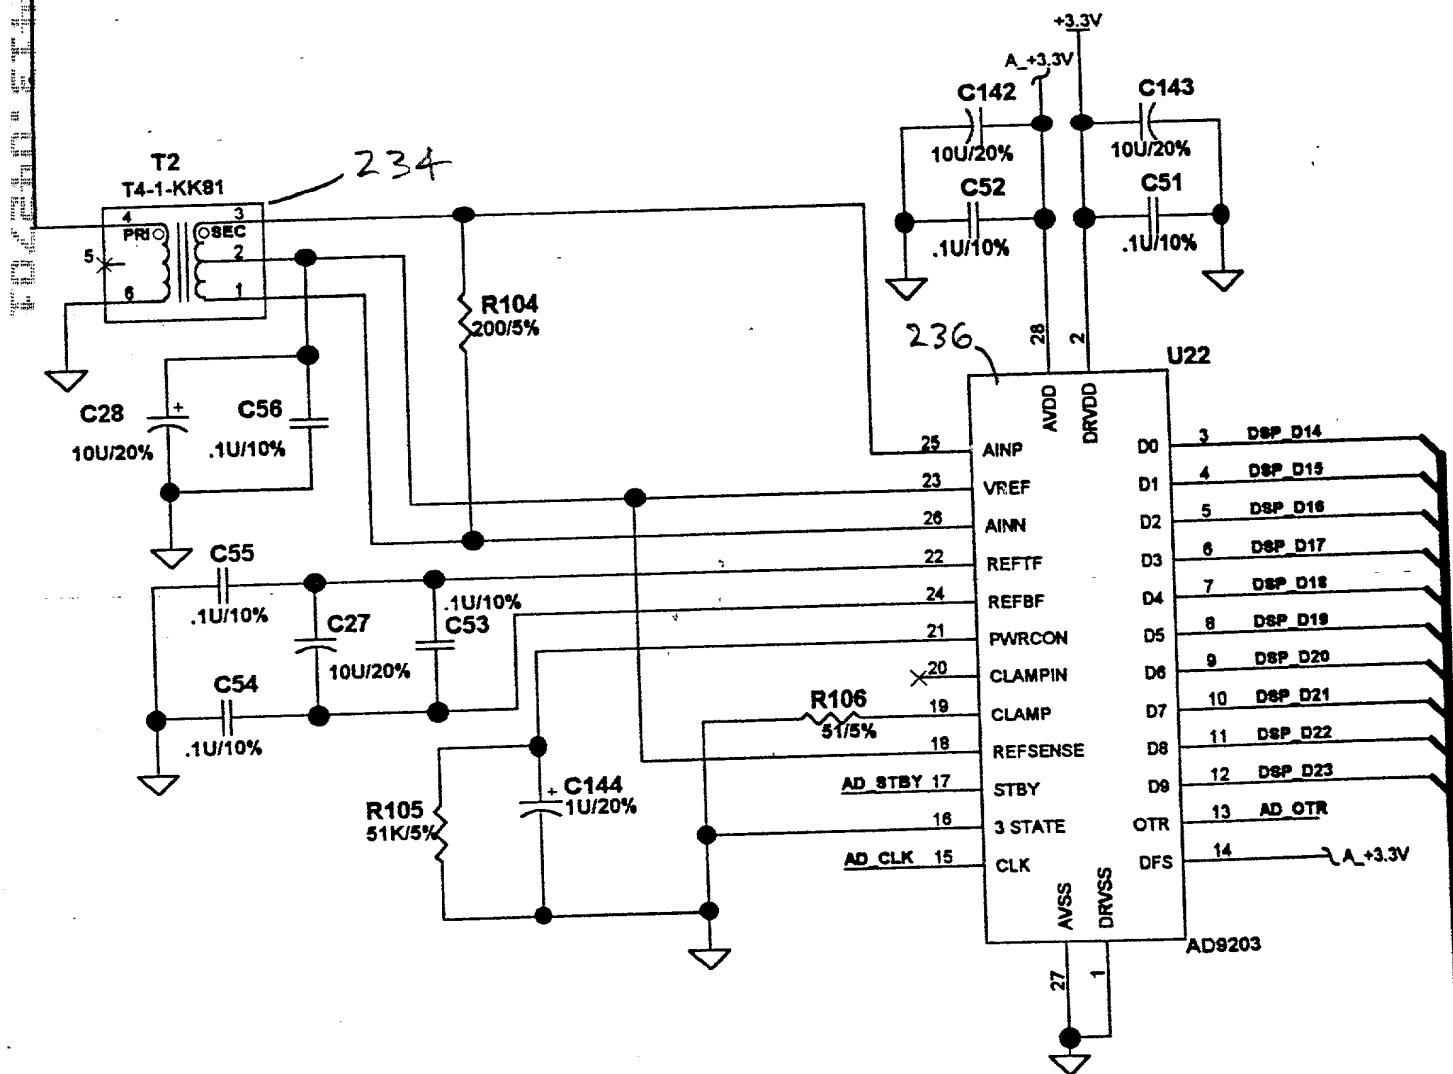 +3.3V
A_+3.3V
C142
10U/20%
C143
10U/20%
C52
.1U/10%
C51
.1U/10%
T2
T4-1-KK81
234
4
PRI
5
6
3
SEC
2
1
R104
200/5%
C28
+
10U/20%
C56
.1U/10%
236
28
2
U22
AVDD
DRVDD
25
AINP
23
VREF
26
AINN
22
REFTF
24
REFBF
21
PWRCON
20
CLAMPIN
19
CLAMP
18
REFSENSE
AD_STBY 17
STBY
16
3 STATE
AD_CLK 15
CLK
D0
3
DSP_D14
D1
4
DSP_D15
D2
5
DSP_D16
D3
6
DSP_D17
D4
7
DSP_D18
D5
8
DSP_D19
D6
9
DSP_D20
D7
10
DSP_D21
D8
11
DSP_D22
D9
12
DSP_D23
OTR
13
AD_OTR
DFS
14
A_+3.3V
AVSS
DRVSS
27
1
AD9203
C55
.1U/10%
C27
10U/20%
.1U/10%
C53
C54
.1U/10%
R106
51/5%
R105
51K/5%
+
C144
1U/20%